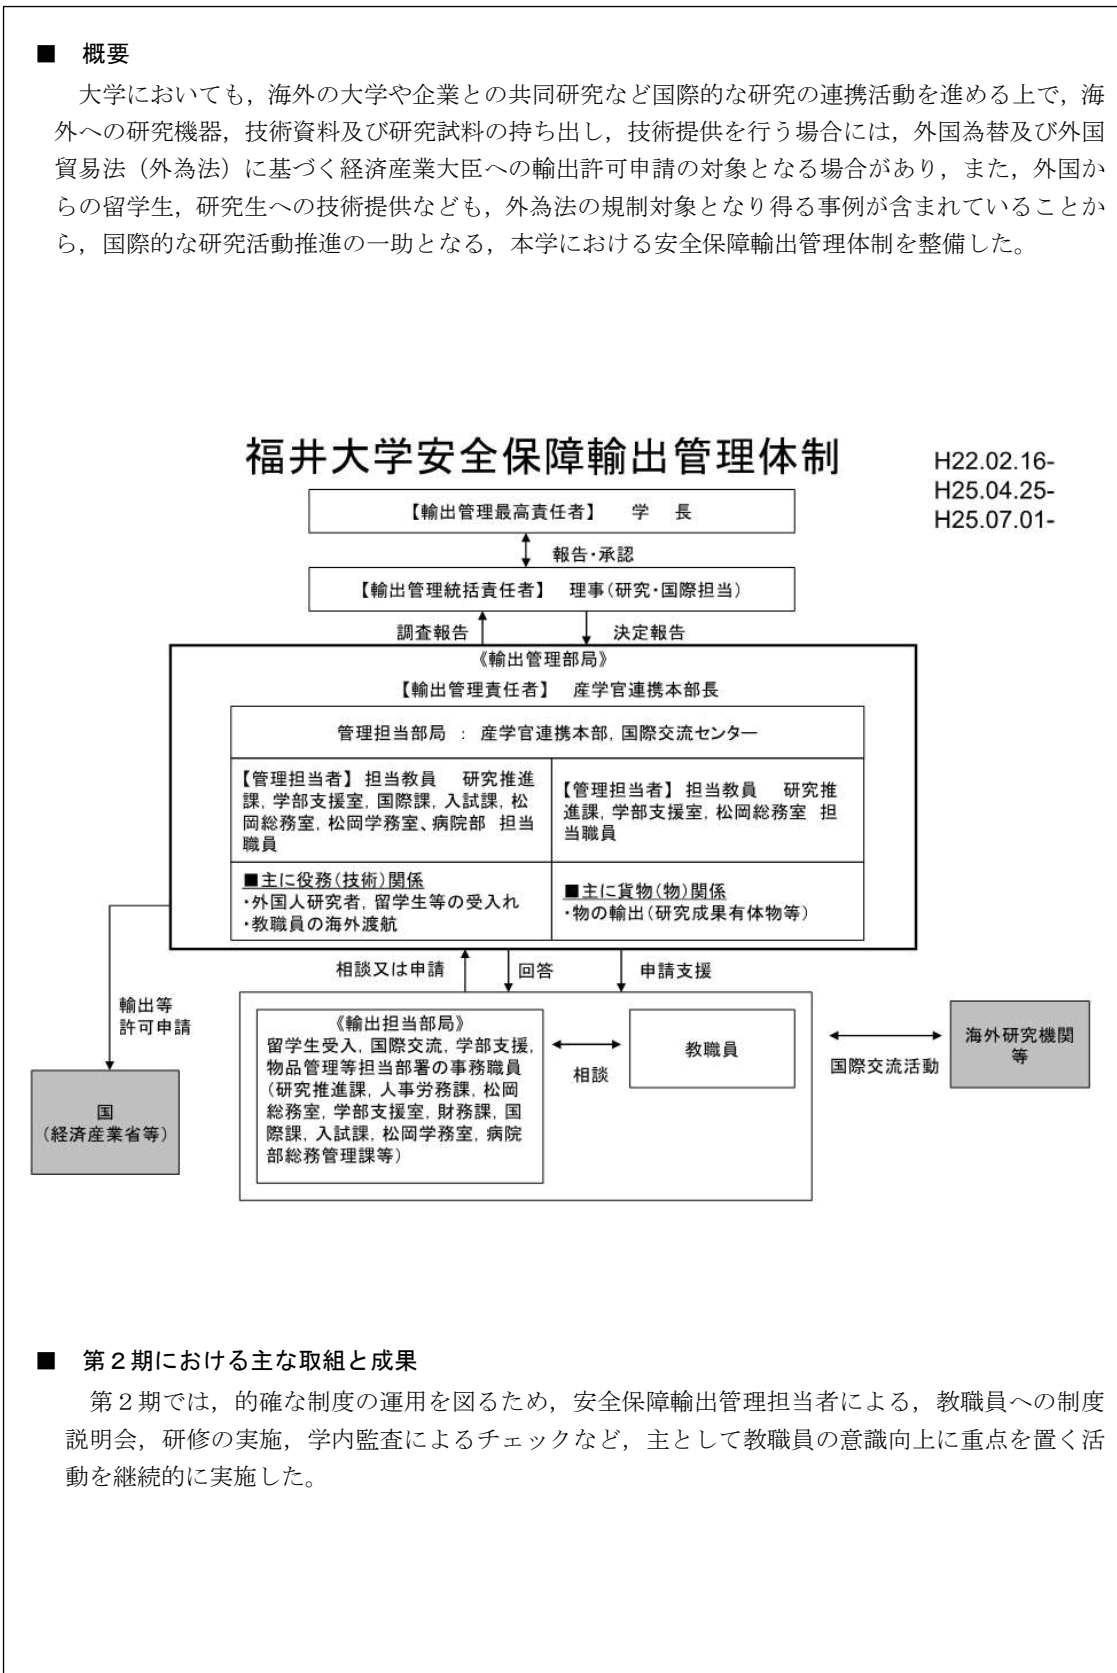 ■ 概要
大学においても，海外の大学や企業との共同研究など国際的な研究の連携活動を進める上で，海
外への研究機器，技術資料及び研究試料の持ち出し，技術提供を行う場合には，外国為替及び外国
貿易法（外為法）に基づく経済産業大臣への輸出許可申請の対象となる場合があり，また，外国か
らの留学生，研究生への技術提供なども，外為法の規制対象となり得る事例が含まれていることか
ら，国際的な研究活動推進の一助となる，本学における安全保障輸出管理体制を整備した。
福井大学安全保障輸出管理体制
H22.02.16-
H25.04.25-
H25.07.01-
【輸出管理最高責任者】 学 長
報告・承認
【輸出管理統括責任者】 理事（研究・国際担当）
調査報告 決定報告
《輸出管理部局》
【輸出管理責任者】 産学官連携本部長
管理担当部局 ： 産学官連携本部，国際交流センター
【管理担当者】 担当教員 研究推進
課，学部支援室，国際課，入試課，松
岡総務室，松岡学務室、病院部 担当
職員
【管理担当者】 担当教員 研究推
進課，学部支援室，松岡総務室 担
当職員
■主に役務（技術）関係
・外国人研究者，留学生等の受入れ
・教職員の海外渡航
■主に貨物（物）関係
・物の輸出（研究成果有体物等）
相談又は申請 回答 申請支援
輸出等
許可申請
国
（経済産業省等）
《輸出担当部局》
留学生受入，国際交流，学部支援，
物品管理等担当部署の事務職員
（研究推進課，人事労務課，松岡
総務室，学部支援室，財務課，国
際課，入試課，松岡学務室，病院
部総務管理課等）
相談
教職員
国際交流活動
海外研究機関
等
■ 第２期における主な取組と成果
第２期では，的確な制度の運用を図るため，安全保障輸出管理担当者による，教職員への制度
説明会，研修の実施，学内監査によるチェックなど，主として教職員の意識向上に重点を置く活
動を継続的に実施した。